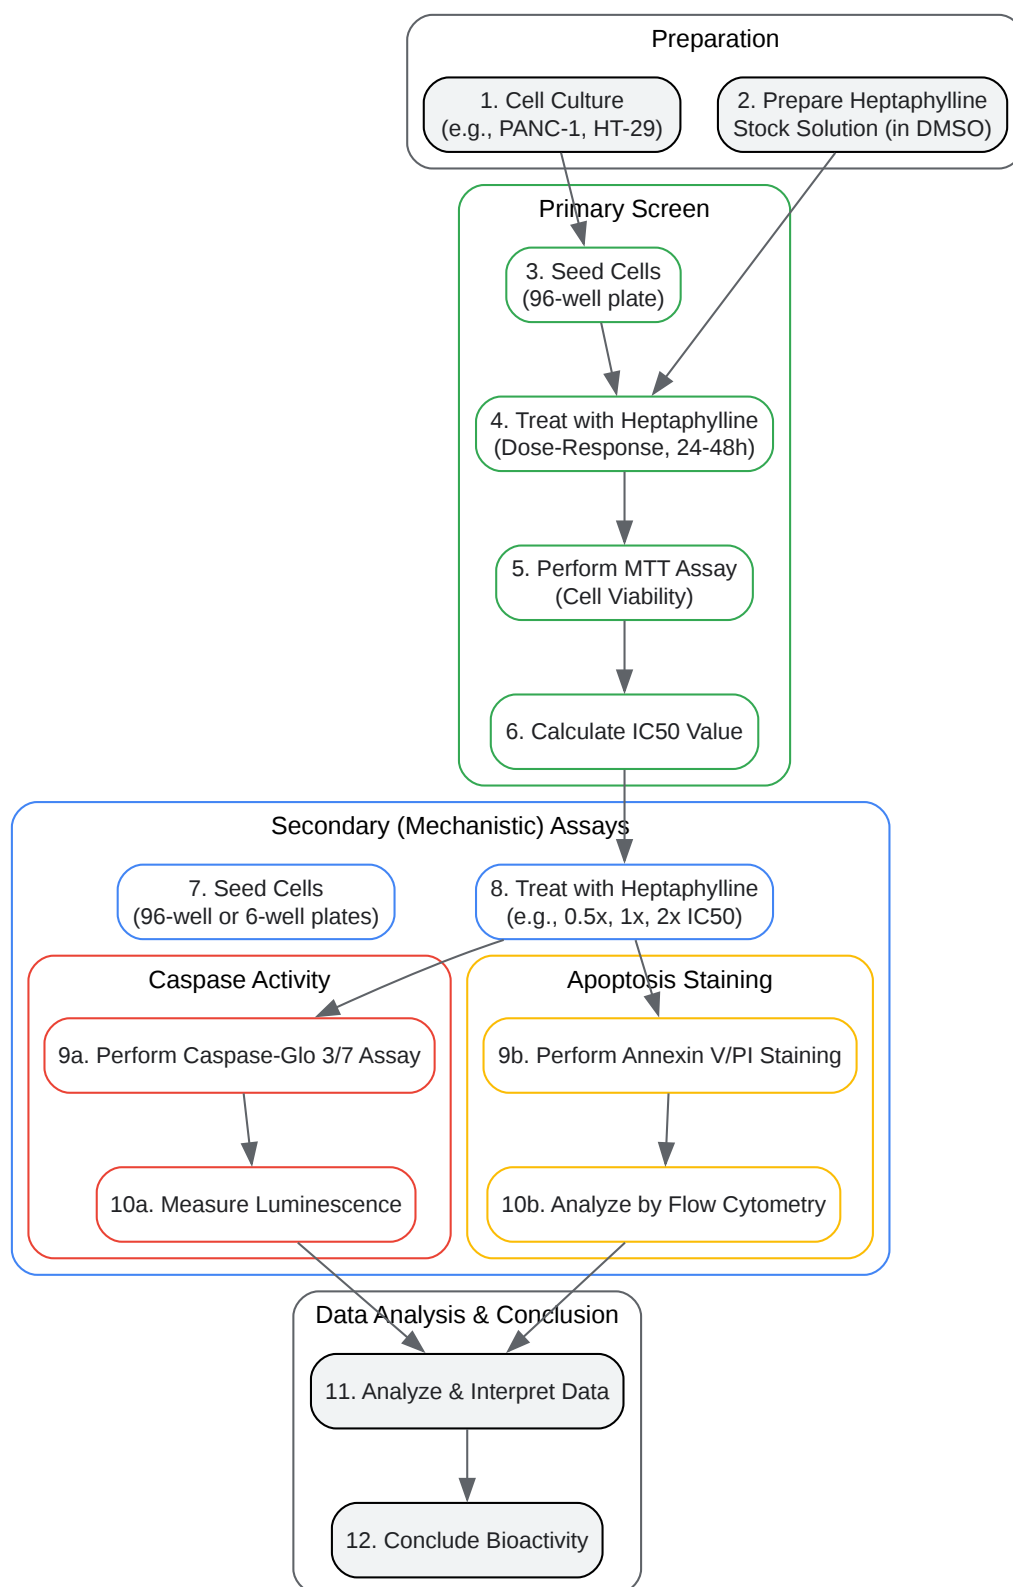 Preparation
1. Cell Culture
(e.g., PANC-1, HT-29)
2. Prepare Heptaphylline
Stock Solution (in DMSO)
Primary Screen
3. Seed Cells
(96-well plate)
4. Treat with Heptaphylline
(Dose-Response, 24-48h)
5. Perform MTT Assay
(Cell Viability)
6. Calculate IC50 Value
Secondary (Mechanistic) Assays
7. Seed Cells
(96-well or 6-well plates)
8. Treat with Heptaphylline
(e.g., 0.5x, 1x, 2x IC50)
Caspase Activity
9a. Perform Caspase-Glo 3/7 Assay
10a. Measure Luminescence
Apoptosis Staining
9b. Perform Annexin V/PI Staining
10b. Analyze by Flow Cytometry
Data Analysis & Conclusion
11. Analyze & Interpret Data
12. Conclude Bioactivity